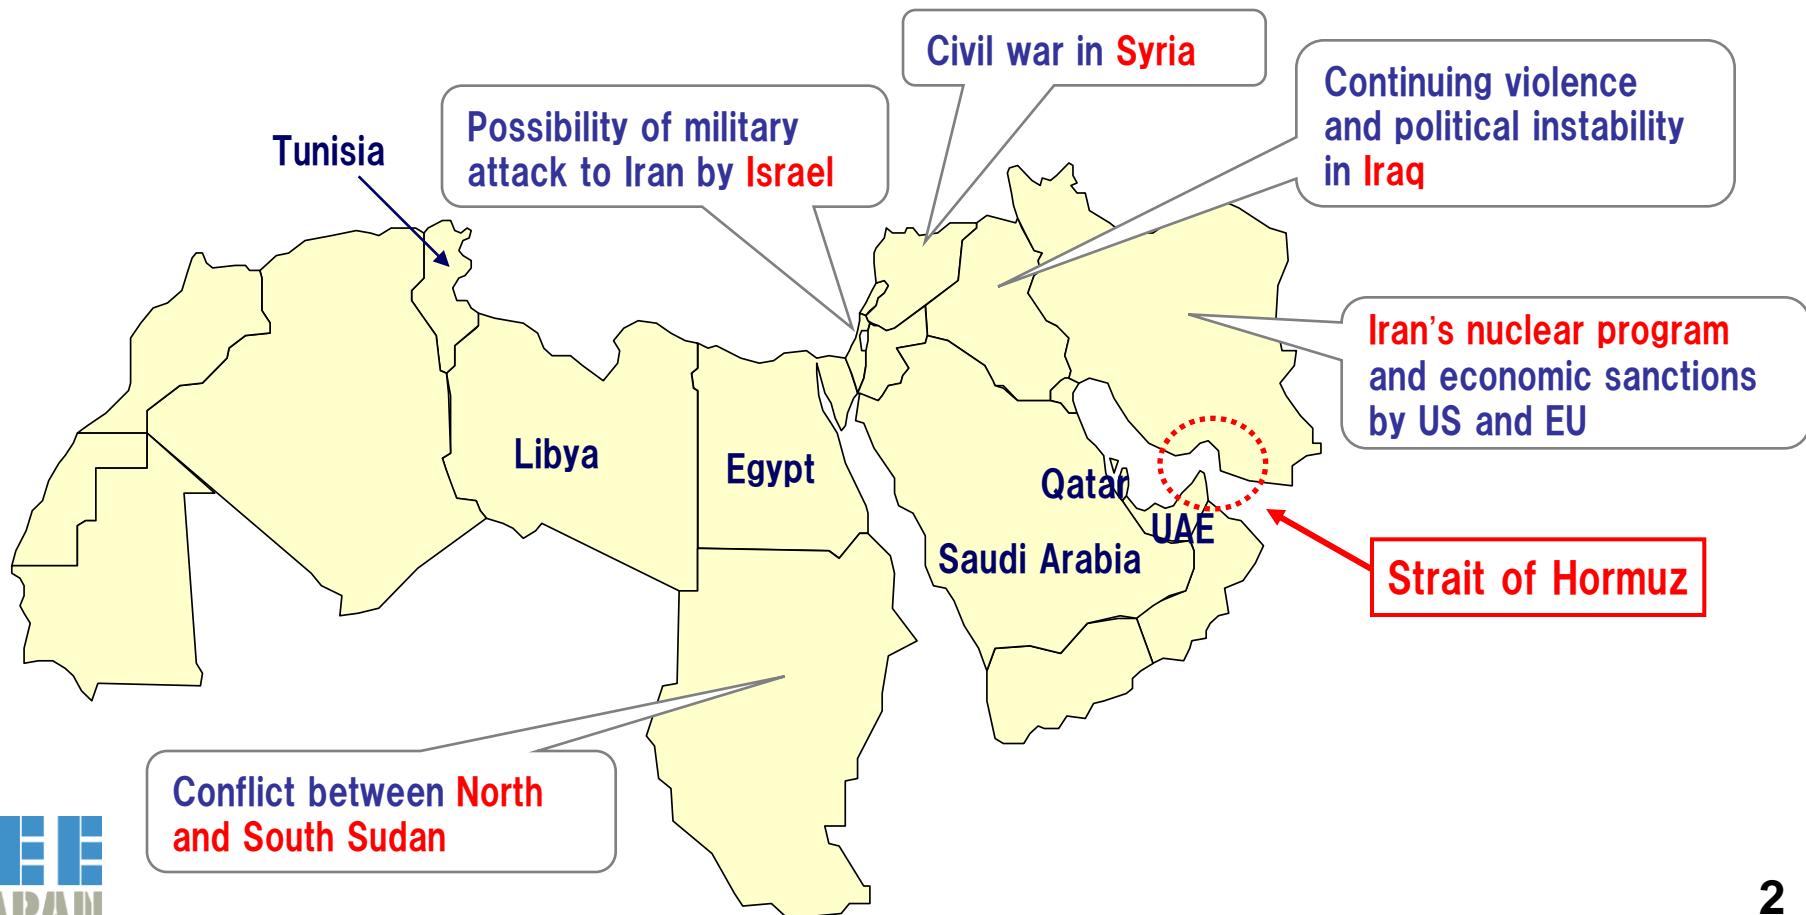 Civil war in Syria
Continuing violence
and political instability
in Iraq
Possibility of military
attack to Iran by Israel
Tunisia
Iran's nuclear program
and economic sanctions
by US and EU
Libya
Egypt
Qatar
UAE
Saudi Arabia
Strait of Hormuz
Conflict between North
and South Sudan
2